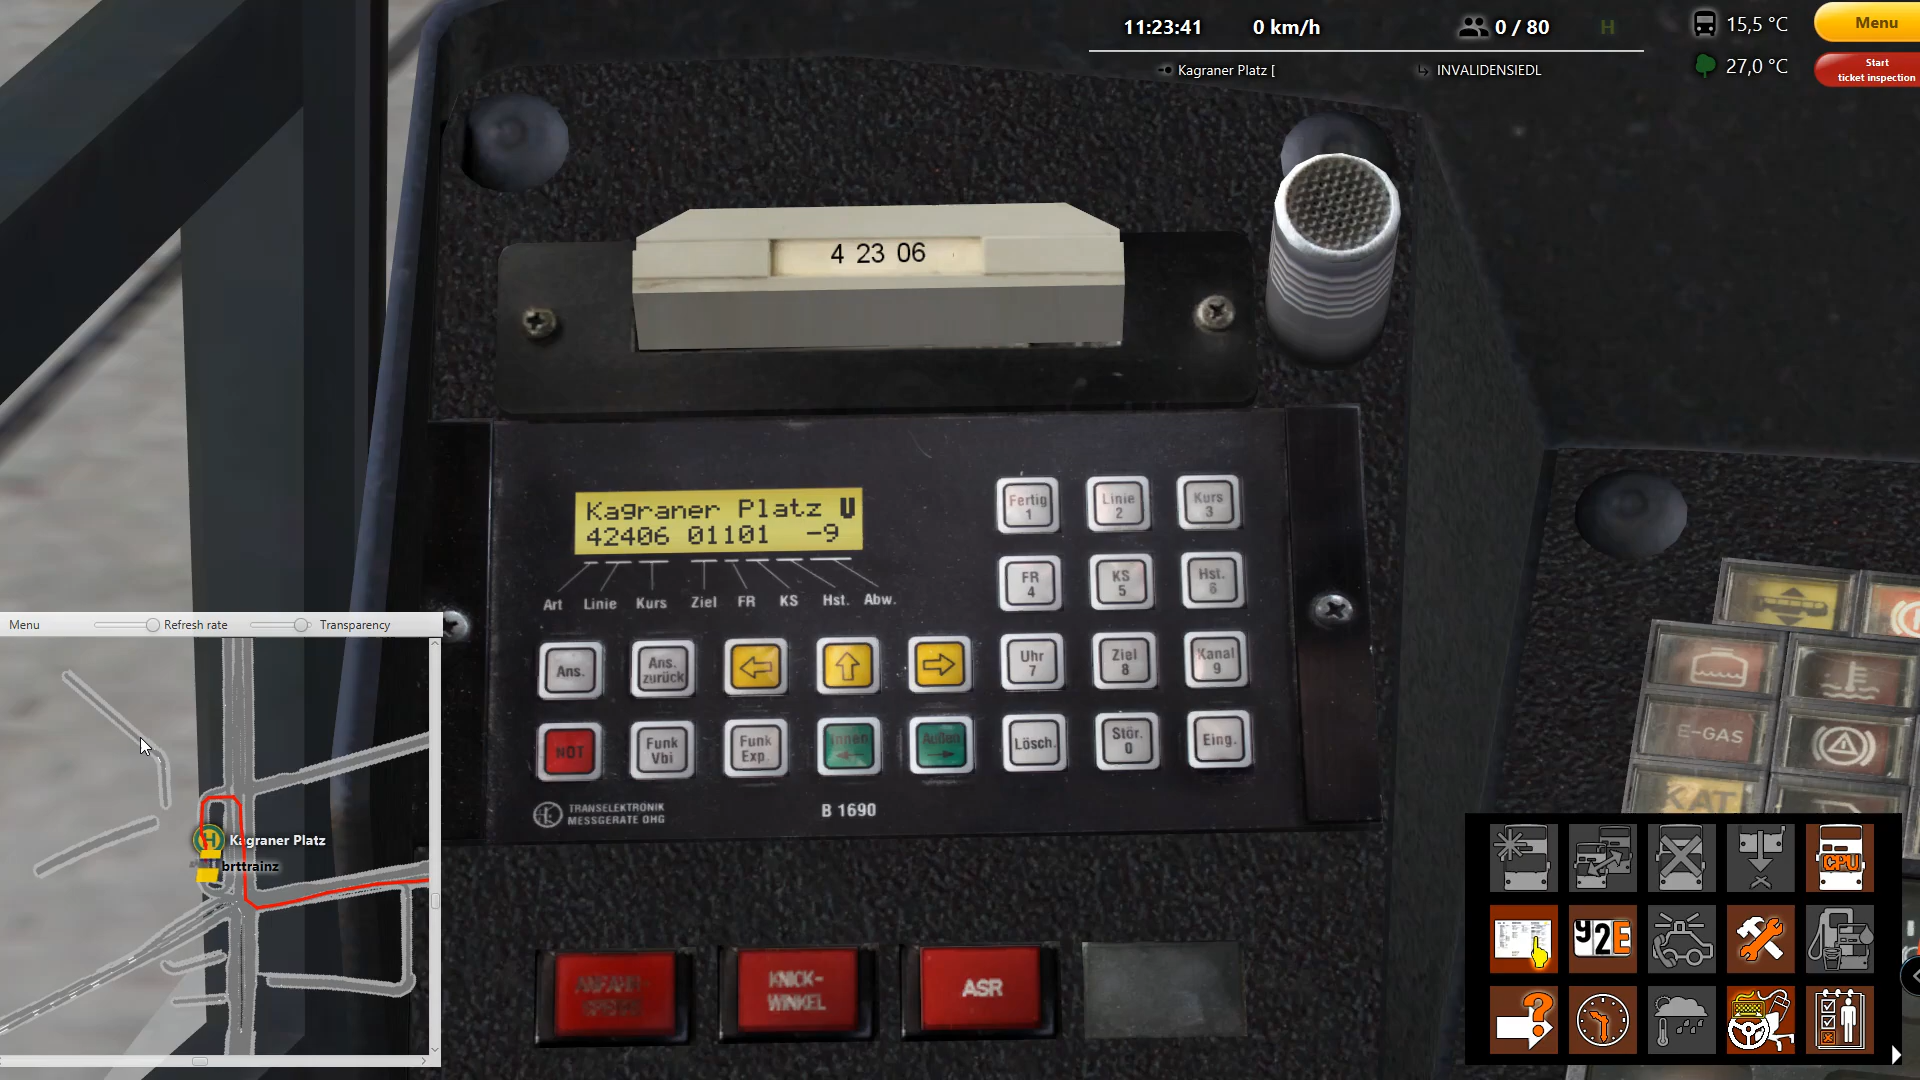 11:23:41 0 km/h 0 / 80 H 15,5 °C Menu
Kagraner Platz [ INVALIDENSIEDL 27,0 °C
Start
ticket inspection
4 23 06
Kagraner Platz U
42406 01101 -9
Art Linie Kurs Ziel FR KS Hst. Abw.
Fertig
1
Linie
2
Kurs
3
FR
4
KS
5
Hst.
6
Ans.
Ans.
zurück
Uhr
7
Ziel
8
Kanal
9
NOT
Funk
Vbi
Funk
Exp.
Innen
Außen
Lösch.
Stör.
0
Eing.
TRANSELEKTRONIK
MESSGERATE OHG
B 1690
KNICK-
WINKEL
ASR
E-GAS
KAT
Menu Refresh rate Transparency
H Kagraner Platz
brttrainz
CPU
92E